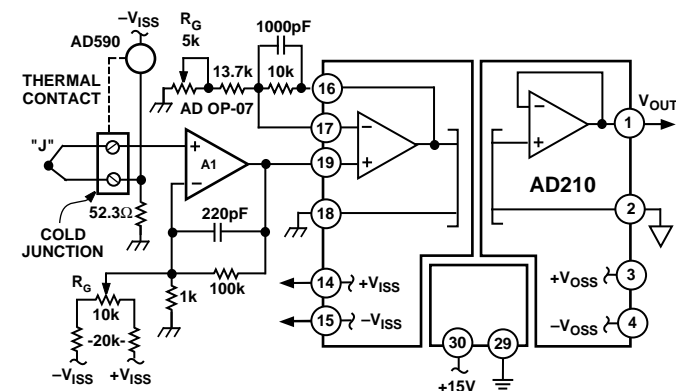 −VISS
AD590
RG
5k
1000pF
13.7k
10k
THERMAL
CONTACT
AD OP-07
16
17
19
18
14
15
"J"
+
−
A1
−
+
−
+
AD210
VOUT
1
2
3
4
52.3Ω
220pF
COLD
JUNCTION
RG
10k
1k
100k
+VISS
−VISS
+VOSS
−VOSS
-20k-
−VISS
+VISS
30
29
+15V